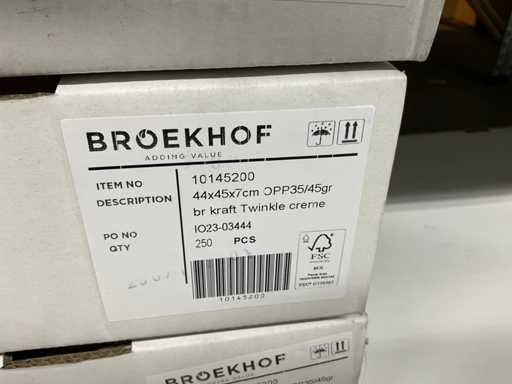 BROEKHOF
ADDING VALUE
ITEM NO 10145200
DESCRIPTION 44x45x7cm OPP35/45gr
br kraft Twinkle creme
PO NO IO23-03444
QTY 250 PCS
FSC
MIX
10145200
BROEKHOF